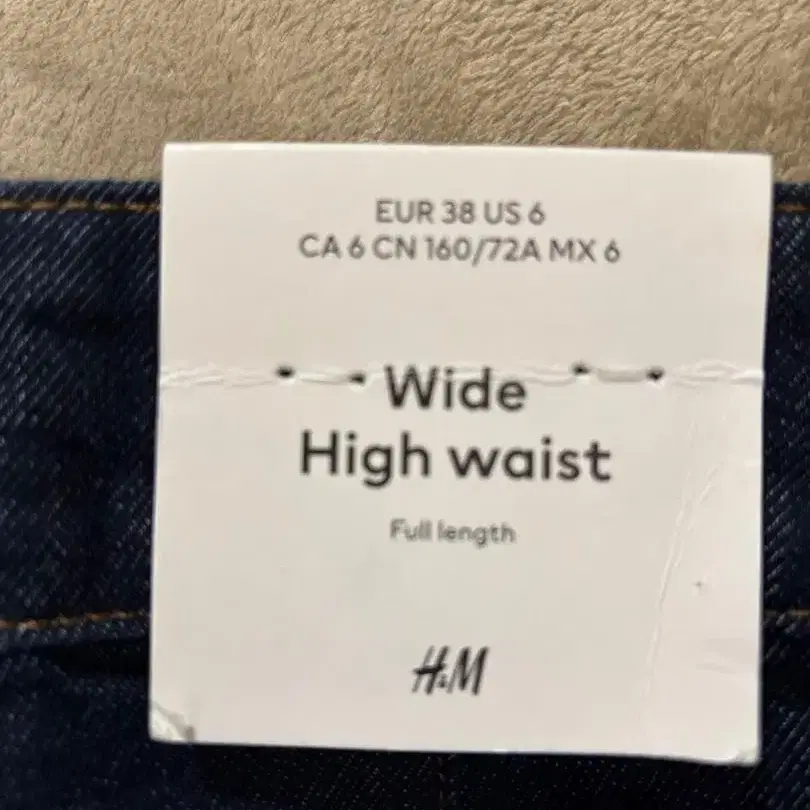 EUR 38 US 6
CA 6 CN 160/72A MX 6
Wide
High waist
Full length
H&M